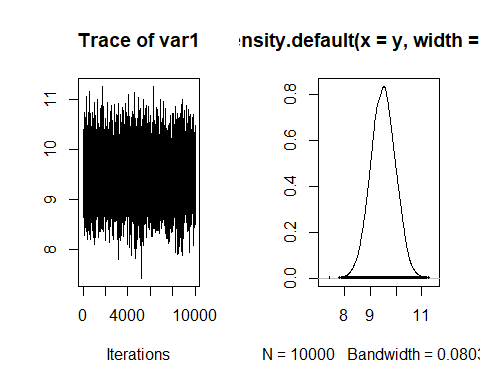 Trace of var1
11
10
9
8
0 4000 10000
Iterations
ensity.default(x = y, width =
0.8
0.6
0.4
0.2
0.0
8 9 11
N = 10000 Bandwidth = 0.0803